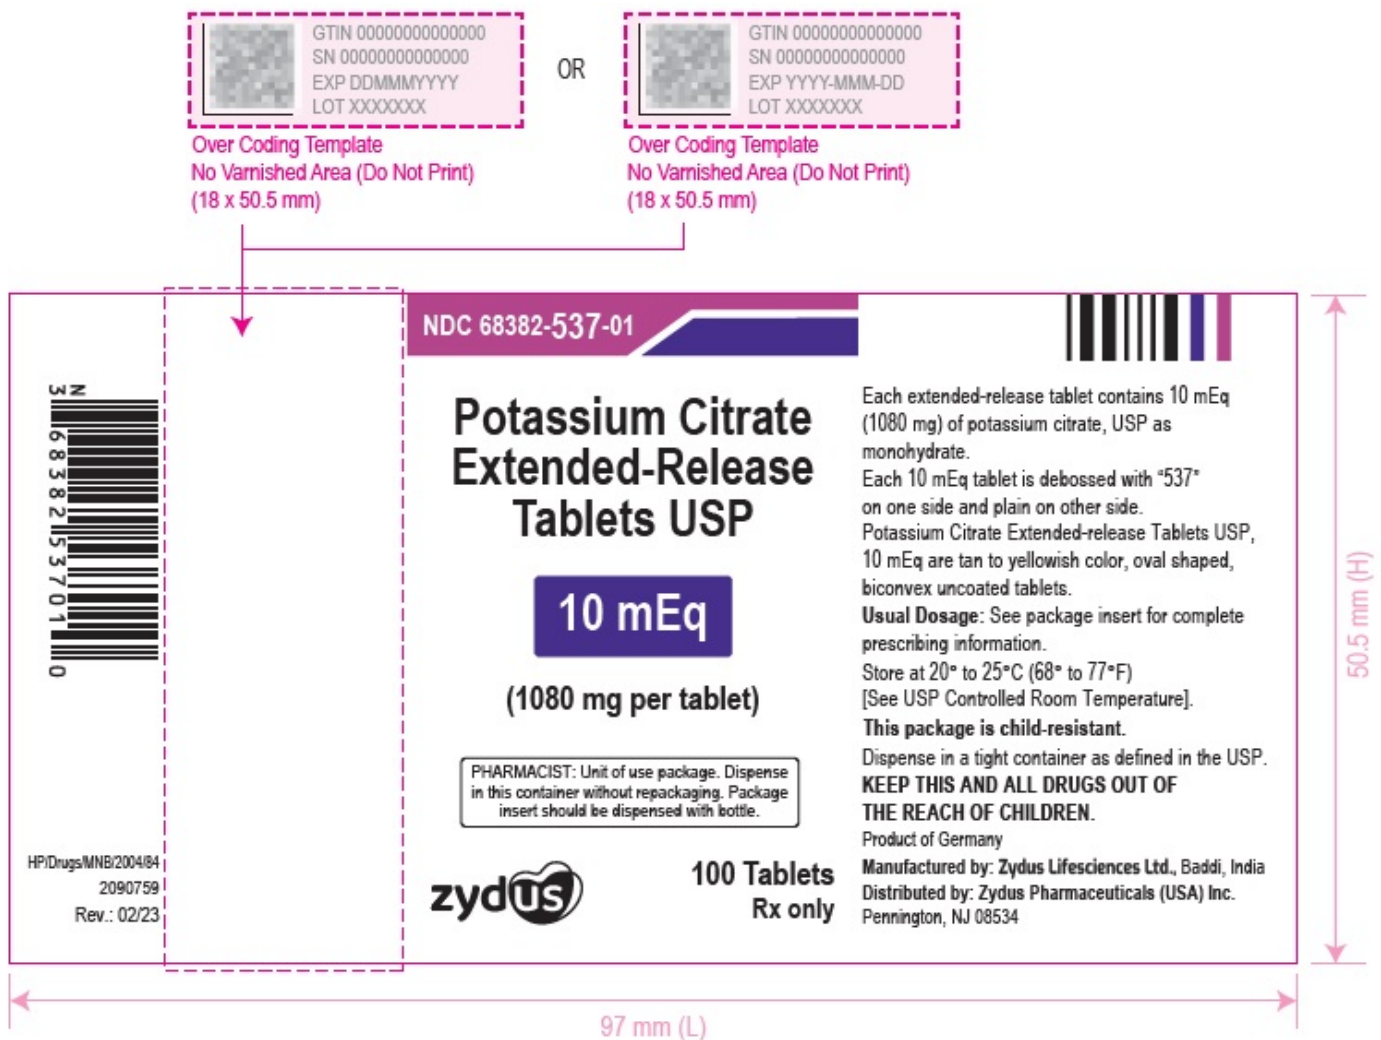 GTIN 00000000000000
SN 00000000000000
EXP DDMMMYYYY
LOT XXXXXXX
OR
GTIN 00000000000000
SN 00000000000000
EXP YYYY-MMM-DD
LOT XXXXXXX
Over Coding Template
No Varnished Area (Do Not Print)
(18 x 50.5 mm)
Over Coding Template
No Varnished Area (Do Not Print)
(18 x 50.5 mm)
N
3 68382 53701 0
HP/Drugs/MNB/2004/84
2090759
Rev.: 02/23
NDC 68382-537-01
Potassium Citrate
Extended-Release
Tablets USP
10 mEq
(1080 mg per tablet)
PHARMACIST: Unit of use package. Dispense
in this container without repackaging. Package
insert should be dispensed with bottle.
zydus
100 Tablets
Rx only
Each extended-release tablet contains 10 mEq
(1080 mg) of potassium citrate, USP as
monohydrate.
Each 10 mEq tablet is debossed with "537"
on one side and plain on other side.
Potassium Citrate Extended-release Tablets USP,
10 mEq are tan to yellowish color, oval shaped,
biconvex uncoated tablets.
Usual Dosage: See package insert for complete
prescribing information.
Store at 20° to 25°C (68° to 77°F)
[See USP Controlled Room Temperature].
This package is child-resistant.
Dispense in a tight container as defined in the USP.
KEEP THIS AND ALL DRUGS OUT OF
THE REACH OF CHILDREN.
Product of Germany
Manufactured by: Zydus Lifesciences Ltd., Baddi, India
Distributed by: Zydus Pharmaceuticals (USA) Inc.
Pennington, NJ 08534
50.5 mm (H)
97 mm (L)